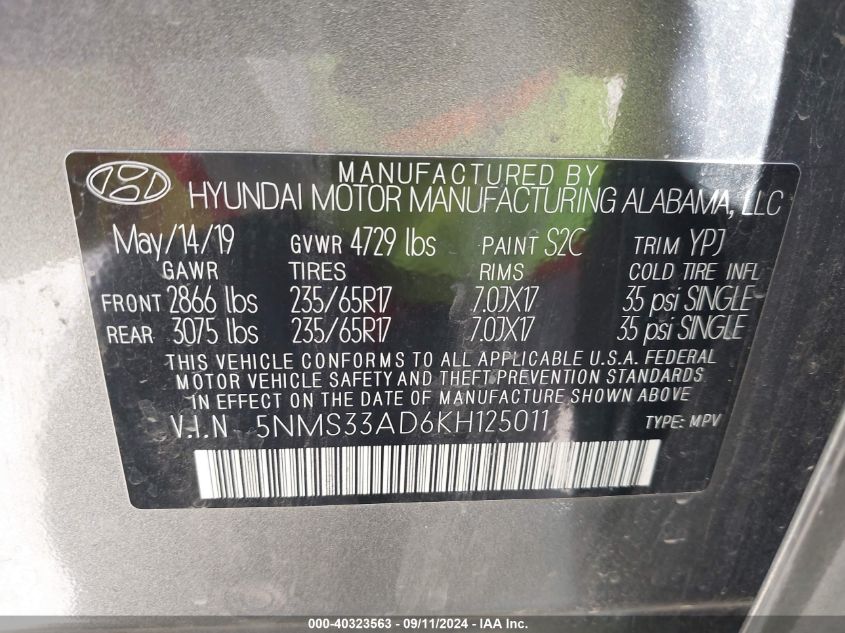 MANUFACTURED BY
HYUNDAI MOTOR MANUFACTURING ALABAMA, LLC
May/14/19 GVWR 4729 lbs PAINT S2C TRIM YPJ
GAWR TIRES RIMS COLD TIRE INFL
FRONT 2866 lbs 235/65R17 7.0JX17 35 psi SINGLE
REAR 3075 lbs 235/65R17 7.0JX17 35 psi SINGLE
THIS VEHICLE CONFORMS TO ALL APPLICABLE U.S.A. FEDERAL
MOTOR VEHICLE SAFETY AND THEFT PREVENTION STANDARDS
IN EFFECT ON THE DATE OF MANUFACTURE SHOWN ABOVE.
V.I.N 5NMS33AD6KH125011 TYPE: MPV
000-40323563 - 09/11/2024 - IAA Inc.